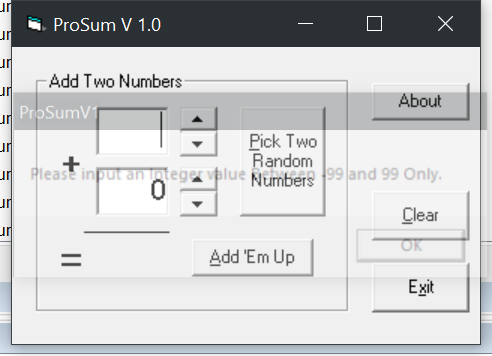 ProSum V 1.0
Add Two Numbers
About
ProSumV1
+
Pick Two
Random
Numbers
Please input an Integer value Between -99 and 99 Only.
0
Clear
OK
=
Add 'Em Up
Exit